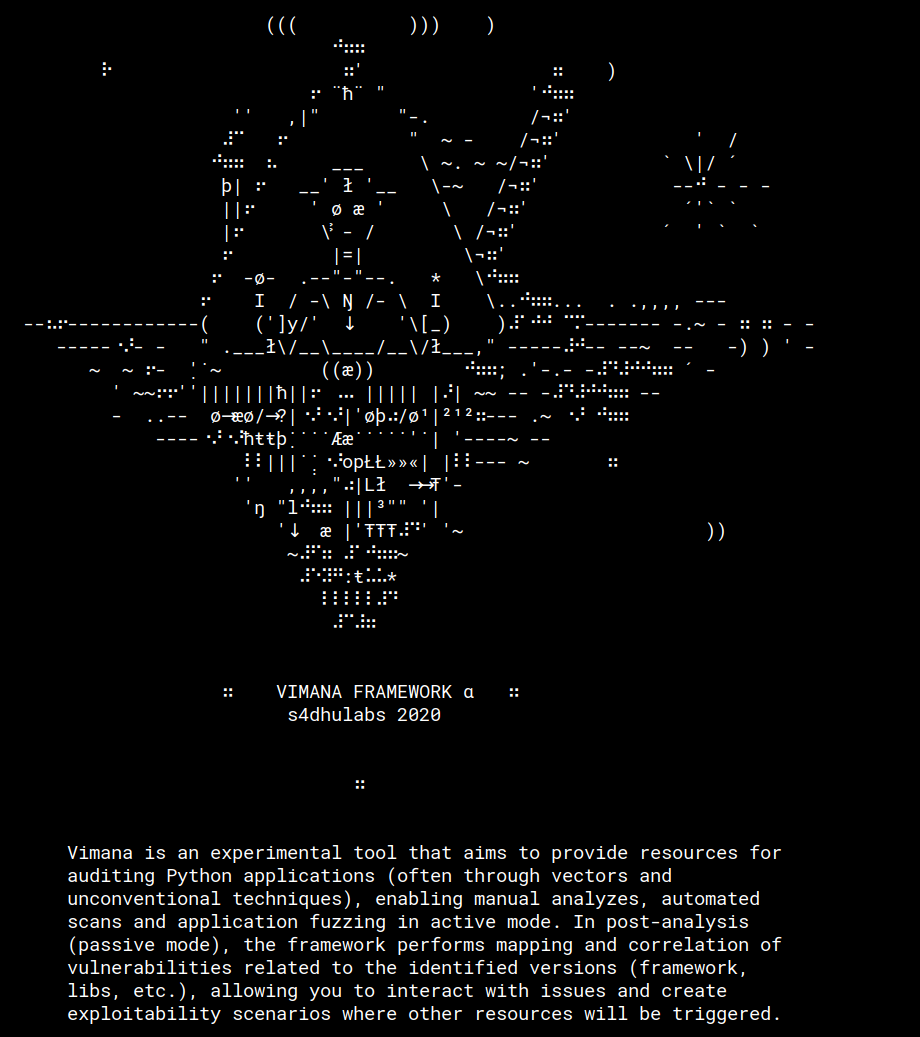 VIMANA FRAMEWORK α
s4dhulabs 2020
Vimana is an experimental tool that aims to provide resources for
auditing Python applications (often through vectors and
unconventional techniques), enabling manual analyzes, automated
scans and application fuzzing in active mode. In post-analysis
(passive mode), the framework performs mapping and correlation of
vulnerabilities related to the identified versions (framework,
libs, etc.), allowing you to interact with issues and create
exploitability scenarios where other resources will be triggered.